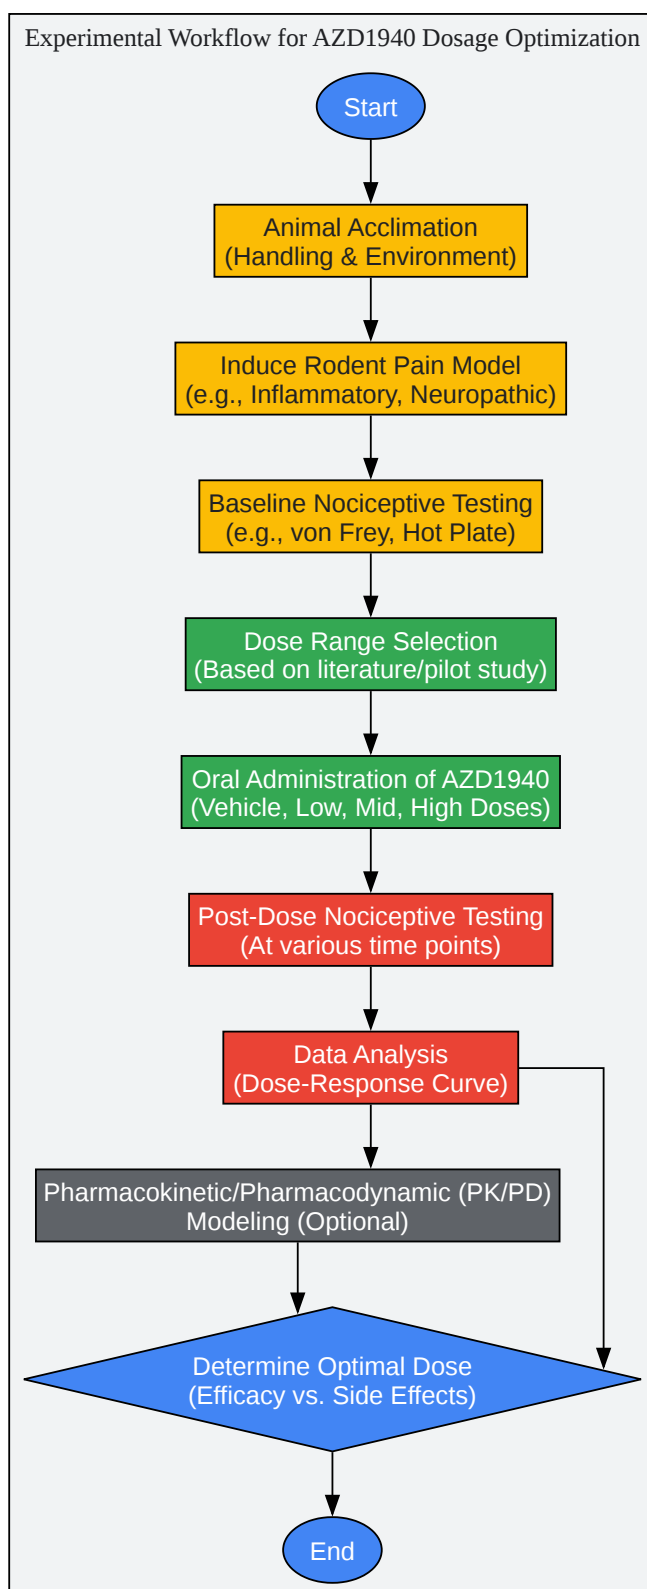 Experimental Workflow for AZD1940 Dosage Optimization
Start
Animal Acclimation
(Handling & Environment)
Induce Rodent Pain Model
(e.g., Inflammatory, Neuropathic)
Baseline Nociceptive Testing
(e.g., von Frey, Hot Plate)
Dose Range Selection
(Based on literature/pilot study)
Oral Administration of AZD1940
(Vehicle, Low, Mid, High Doses)
Post-Dose Nociceptive Testing
(At various time points)
Data Analysis
(Dose-Response Curve)
Pharmacokinetic/Pharmacodynamic (PK/PD)
Modeling (Optional)
Determine Optimal Dose
(Efficacy vs. Side Effects)
End